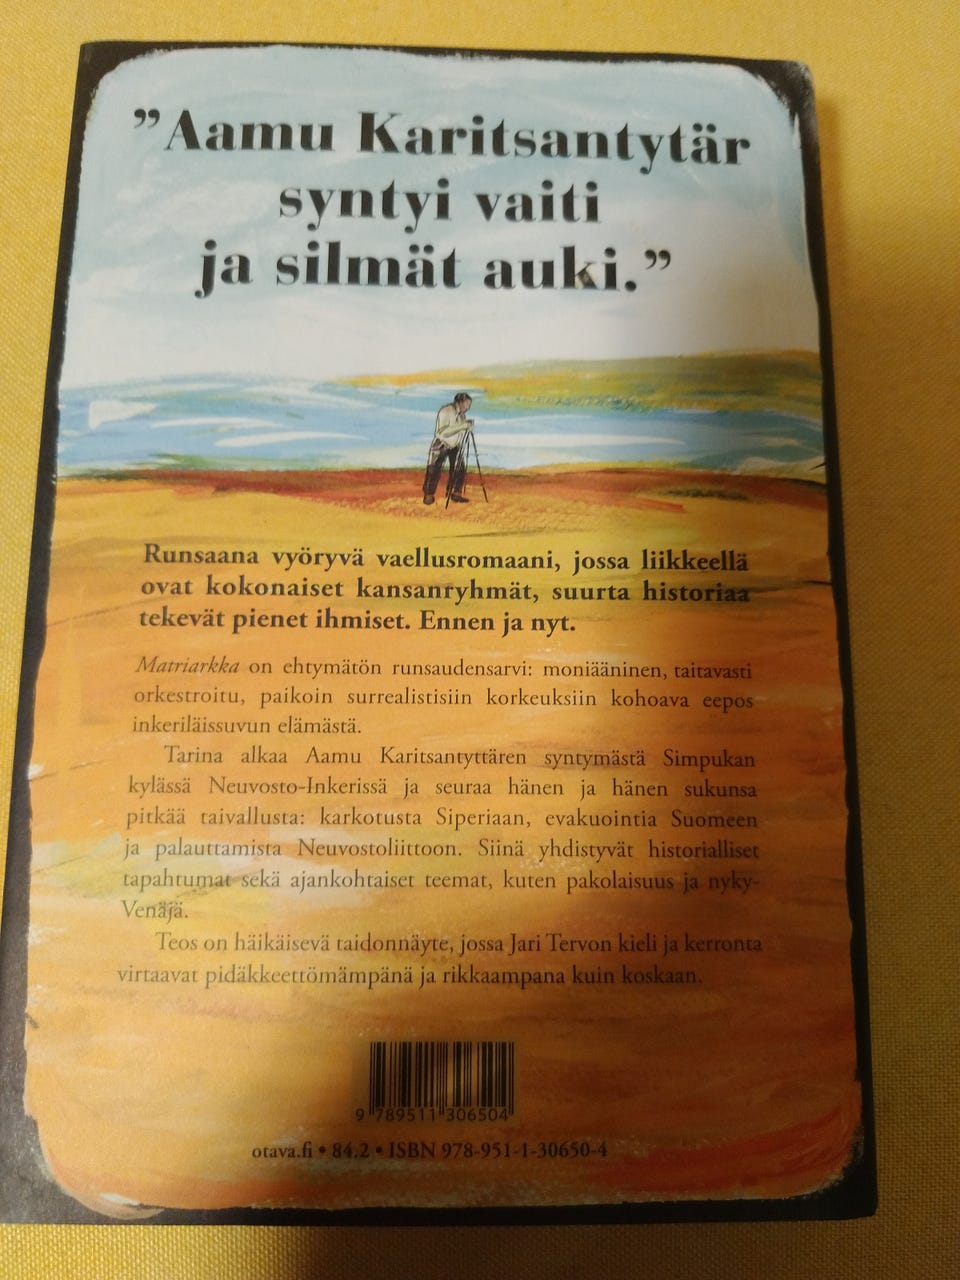 ”Aamu Karitsantytär
syntyi vaiti
ja silmät auki.”
Runsaana vyöryvä vaellusromaani, jossa liikkeellä
ovat kokonaiset kansanryhmät, suurta historiaa
tekevät pienet ihmiset. Ennen ja nyt.
Matriarkka on ehtymätön runsaudensarvi: moniääninen, taitavasti
orkestroitu, paikoin surrealistisiin korkeuksiin kohoava eepos
inkeriläissuvun elämästä.
Tarina alkaa Aamu Karitsantyttären syntymästä Simpukan
kylässä Neuvosto-Inkerissä ja seuraa hänen ja hänen sukunsa
pitkää taivallusta: karkotusta Siperiaan, evakuointia Suomeen
ja palauttamista Neuvostoliittoon. Siinä yhdistyvät historialliset
tapahtumat sekä ajankohtaiset teemat, kuten pakolaisuus ja nyky-
Venäjä.
Teos on häikäisevä taidonnäyte, jossa Jari Tervon kieli ja kerronta
virtaavat pidäkkeettömämpänä ja rikkaampana kuin koskaan.
9 789511 306504
otava.fi • 84.2 • ISBN 978-951-1-30650-4